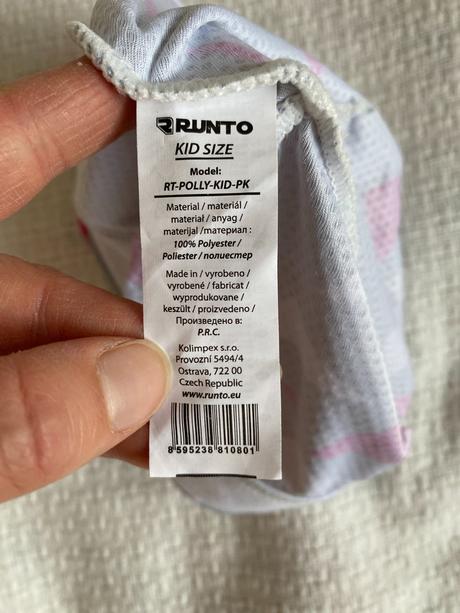 RUNTO
KID SIZE
Model:
RT-POLLY-KID-PK
Material / materiál /
materiał / anyag /
materijal /материал :
100% Polyester /
Poliester / полиестер
Made in / vyrobeno /
vyrobené / fabricat /
wyprodukowane /
keszült / proizvedeno /
Произведено в:
P.R.C.
Kolimpex s.r.o.
Provozní 5494/4
Ostrava, 722 00
Czech Republic
www.runto.eu
8 595238 810801